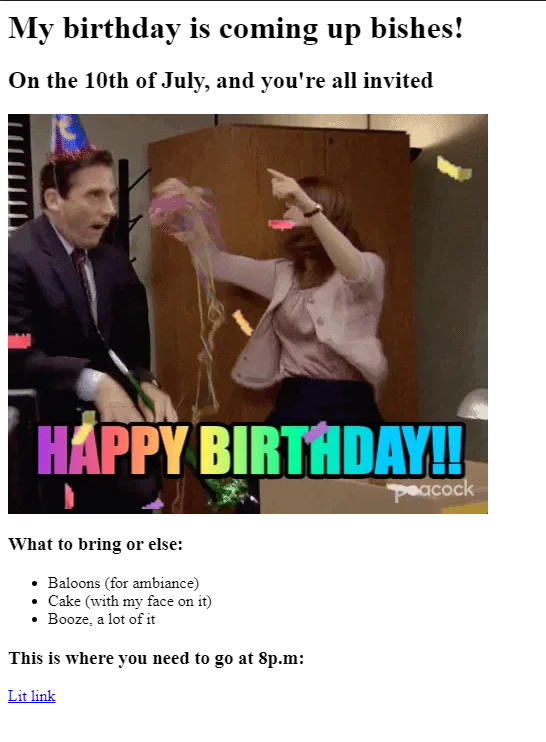 My birthday is coming up bishes!
On the 10th of July, and you're all invited
HAPPY BIRTHDAY!!
peacock
What to bring or else:
Baloons (for ambiance)
Cake (with my face on it)
Booze, a lot of it
This is where you need to go at 8p.m:
Lit link